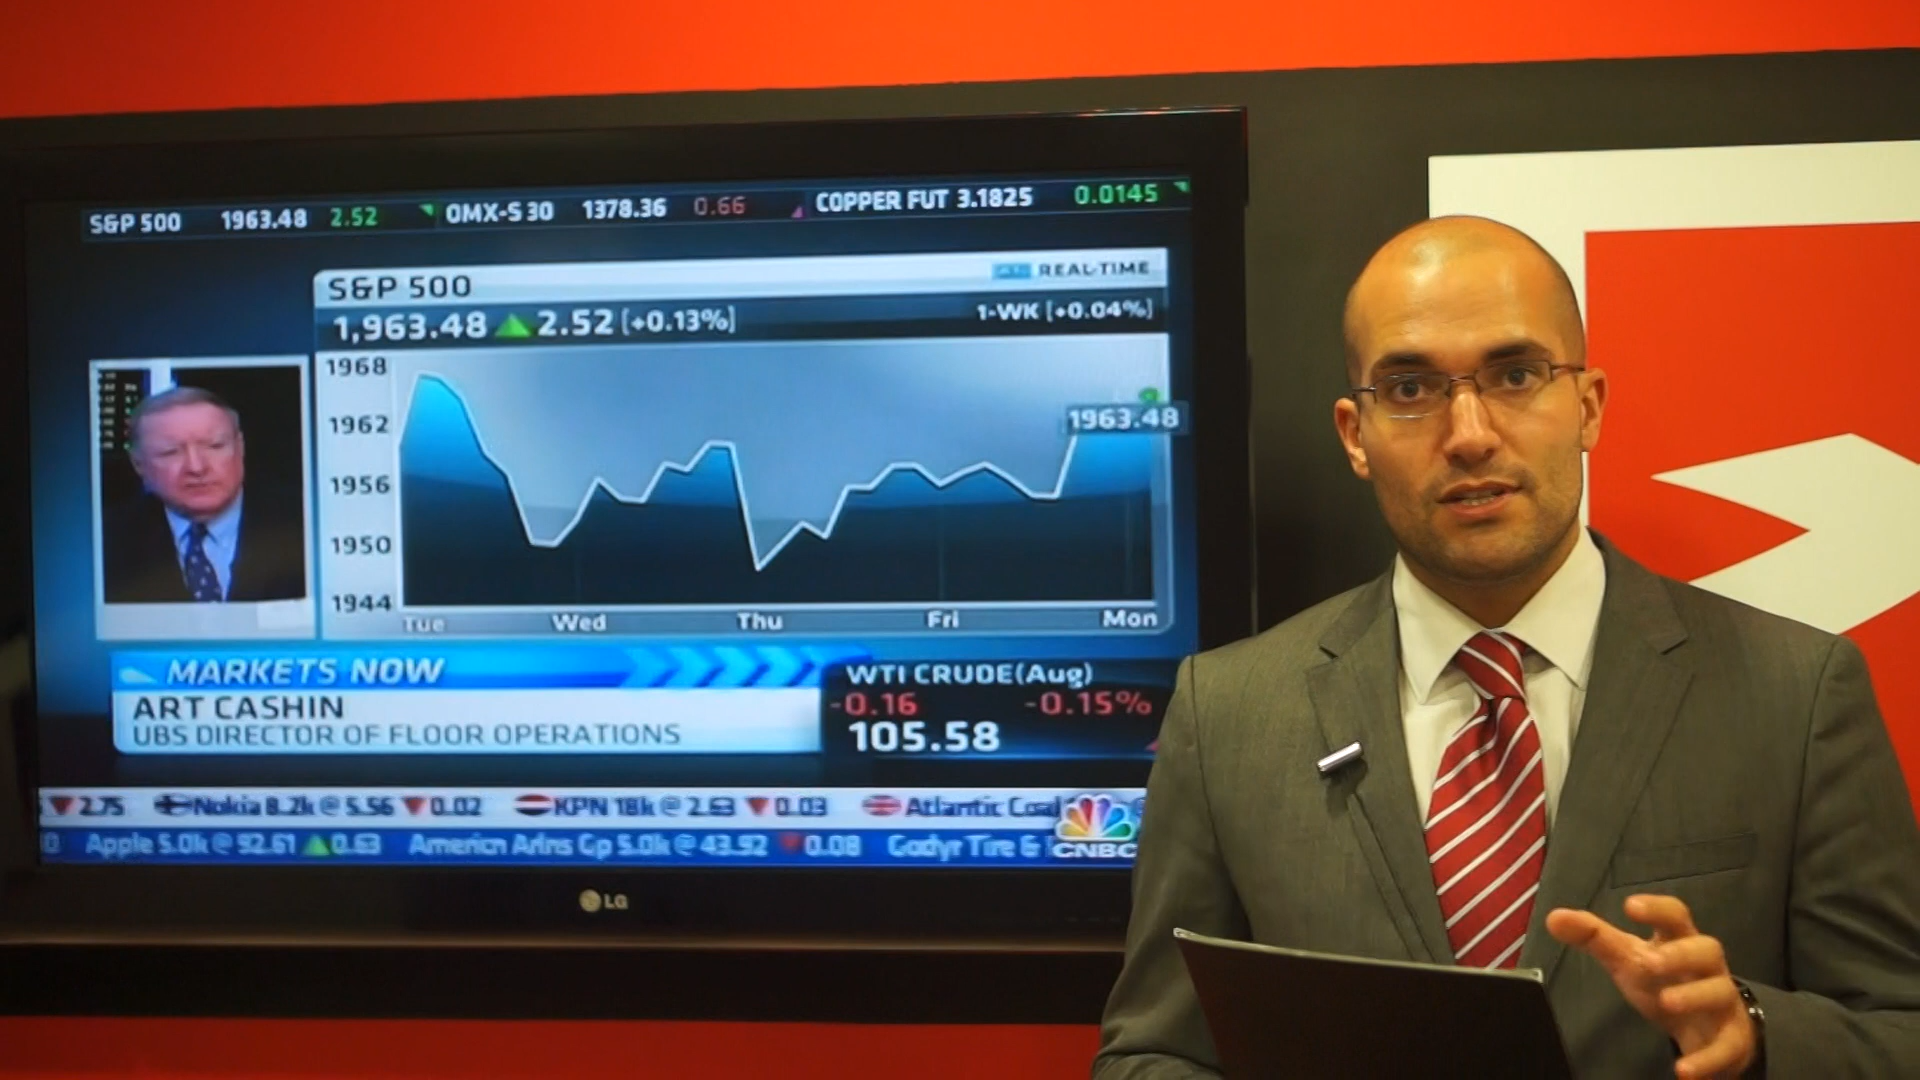 S&P 500 1963.48 2.52 OMX-S 30 1378.36 0.66 COPPER FUT 3.1825 0.0145
S&P 500 REAL-TIME
1,963.48 2.52 [+0.13%] 1-WK [+0.04%]
1968
1962
1963.48
1956
1950
1944
Tue Wed Thu Fri Mon
MARKETS NOW
ART CASHIN
UBS DIRECTOR OF FLOOR OPERATIONS
WTI CRUDE(Aug)
-0.16 -0.15%
105.58
2.75 Nokia 8.2k @ 5.56 0.02 KPN 18k @ 2.63 0.03 Atlantic Coal
Apple 5.0k @ 92.61 0.63 American Arlns Gp 5.0k @ 43.92 0.08 Godyr Tire &
CNBC
LG